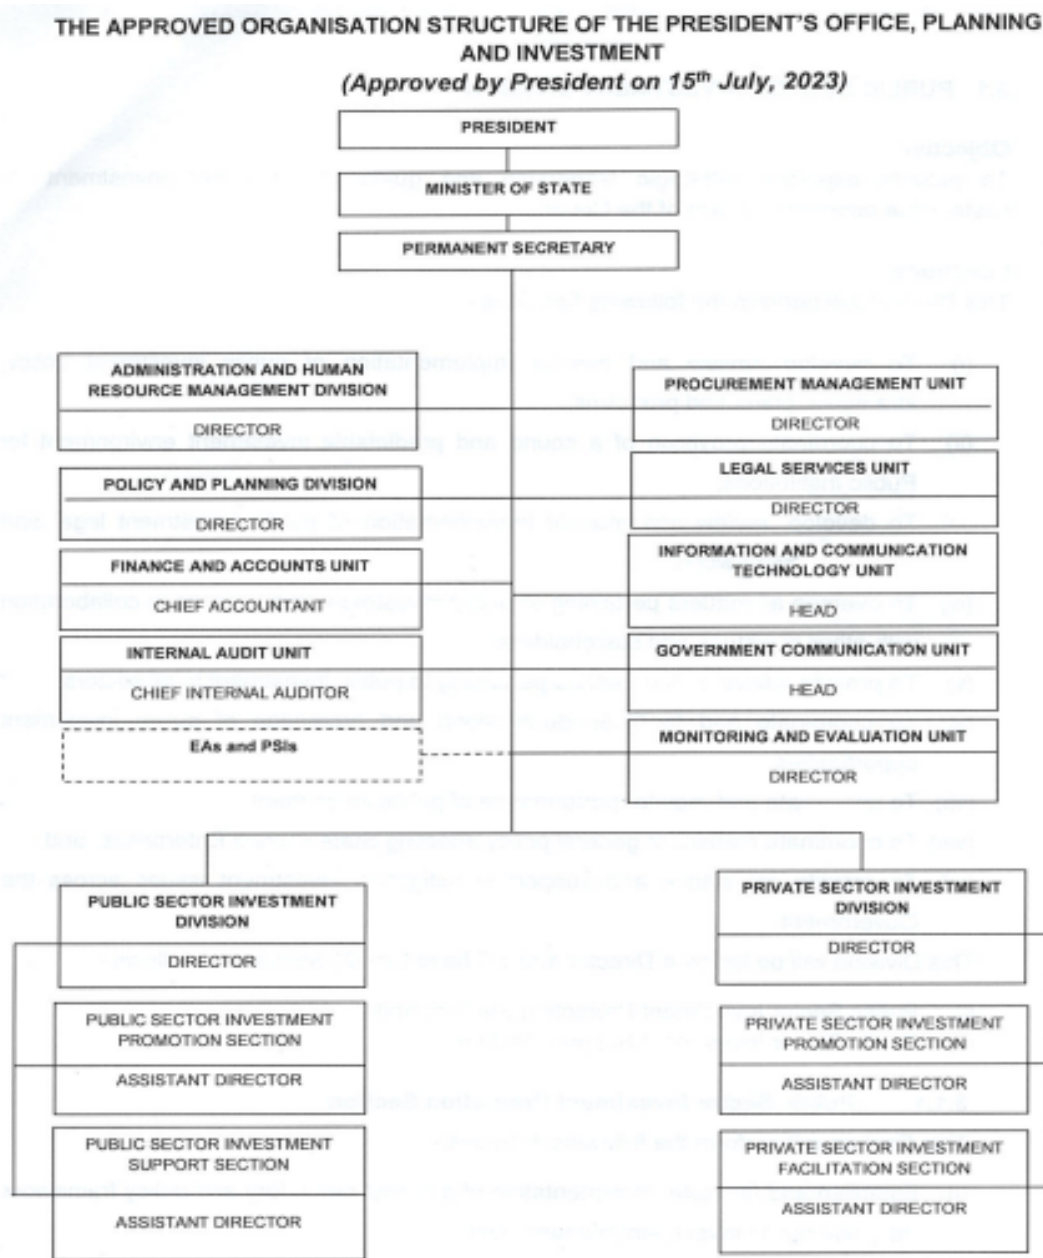 THE APPROVED ORGANISATION STRUCTURE OF THE PRESIDENT'S OFFICE, PLANNING
AND INVESTMENT
(Approved by President on 15th July, 2023)
PRESIDENT
MINISTER OF STATE
PERMANENT SECRETARY
ADMINISTRATION AND HUMAN
RESOURCE MANAGEMENT DIVISION
DIRECTOR
PROCUREMENT MANAGEMENT UNIT
DIRECTOR
POLICY AND PLANNING DIVISION
DIRECTOR
LEGAL SERVICES UNIT
DIRECTOR
FINANCE AND ACCOUNTS UNIT
CHIEF ACCOUNTANT
INFORMATION AND COMMUNICATION
TECHNOLOGY UNIT
HEAD
INTERNAL AUDIT UNIT
CHIEF INTERNAL AUDITOR
GOVERNMENT COMMUNICATION UNIT
HEAD
EAs and PSIs
MONITORING AND EVALUATION UNIT
DIRECTOR
PUBLIC SECTOR INVESTMENT
DIVISION
DIRECTOR
PUBLIC SECTOR INVESTMENT
PROMOTION SECTION
ASSISTANT DIRECTOR
PUBLIC SECTOR INVESTMENT
SUPPORT SECTION
ASSISTANT DIRECTOR
PRIVATE SECTOR INVESTMENT
DIVISION
DIRECTOR
PRIVATE SECTOR INVESTMENT
PROMOTION SECTION
ASSISTANT DIRECTOR
PRIVATE SECTOR INVESTMENT
FACILITATION SECTION
ASSISTANT DIRECTOR